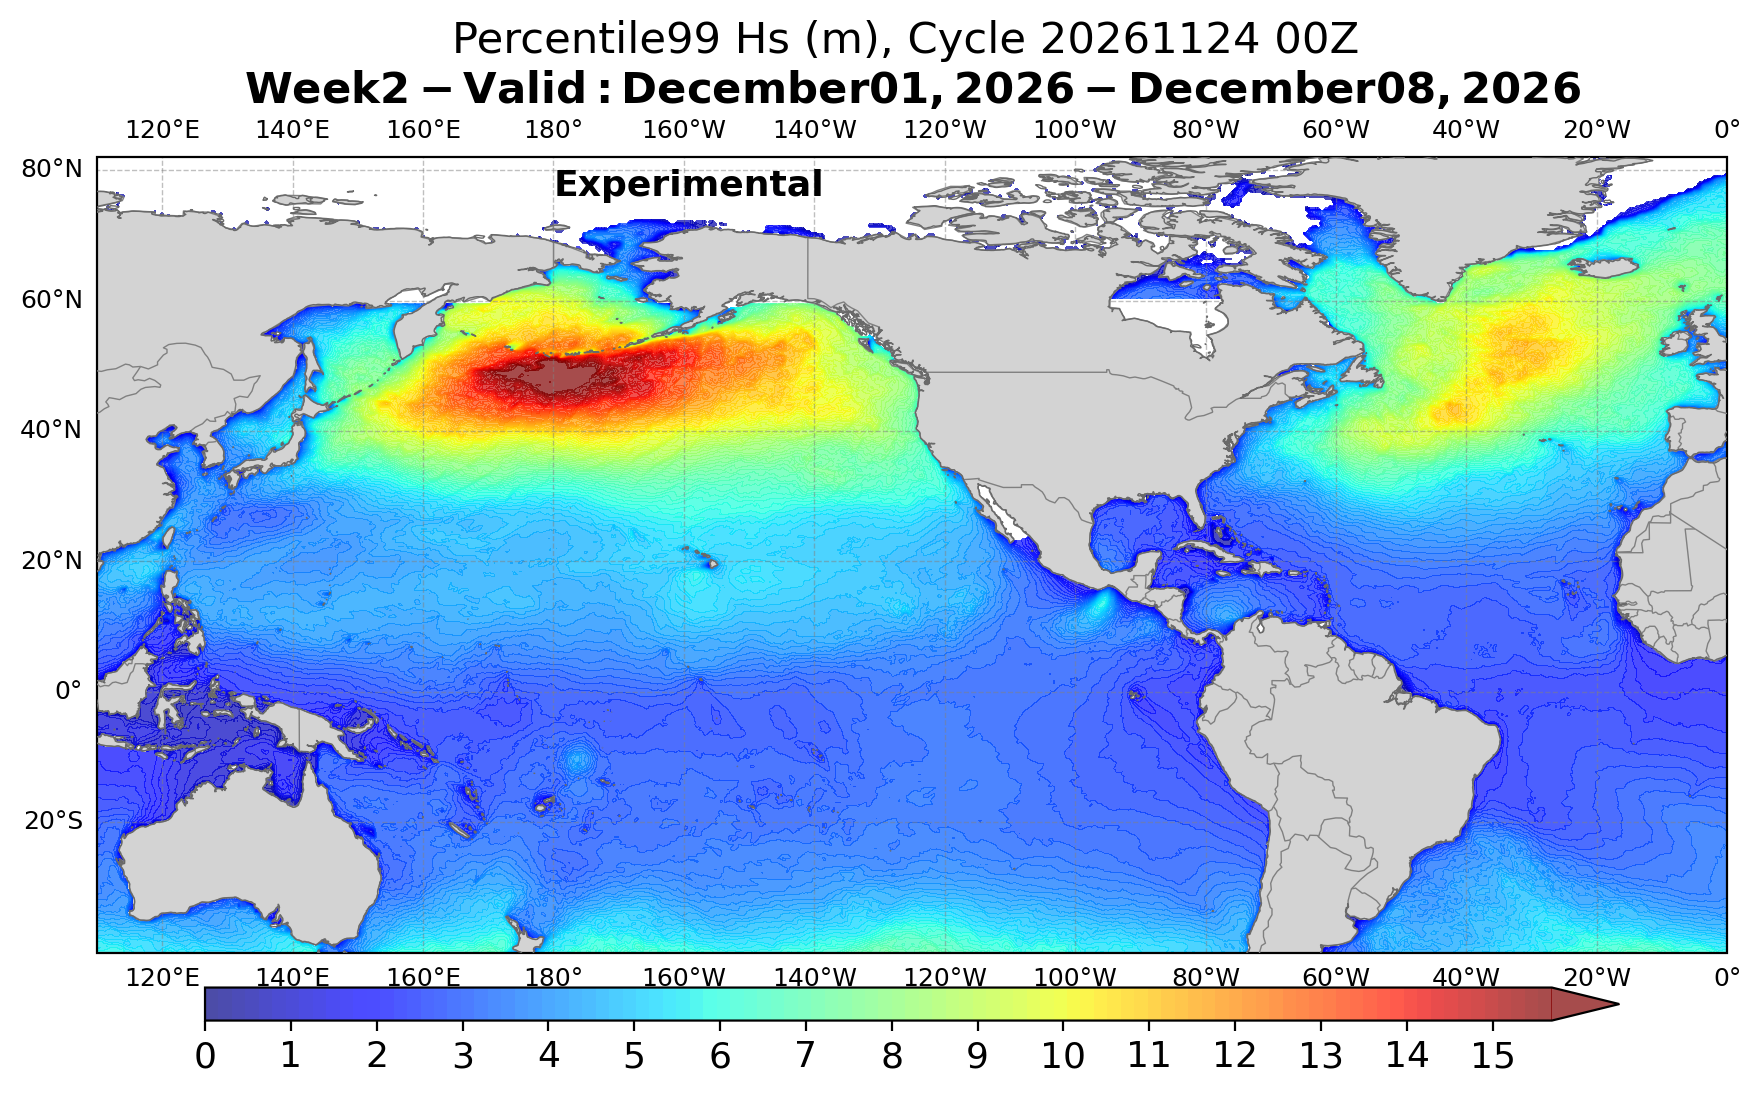 Percentile99 Hs (m), Cycle 20261124 00Z
Week2 − Valid : December01, 2026 − December08, 2026
120°E 140°E 160°E 180° 160°W 140°W 120°W 100°W 80°W 60°W 40°W 20°W 0°
80°N
Experimental
60°N
40°N
20°N
0°
20°S
120°E 140°E 160°E 180° 160°W 140°W 120°W 100°W 80°W 60°W 40°W 20°W 0°
0 1 2 3 4 5 6 7 8 9 10 11 12 13 14 15